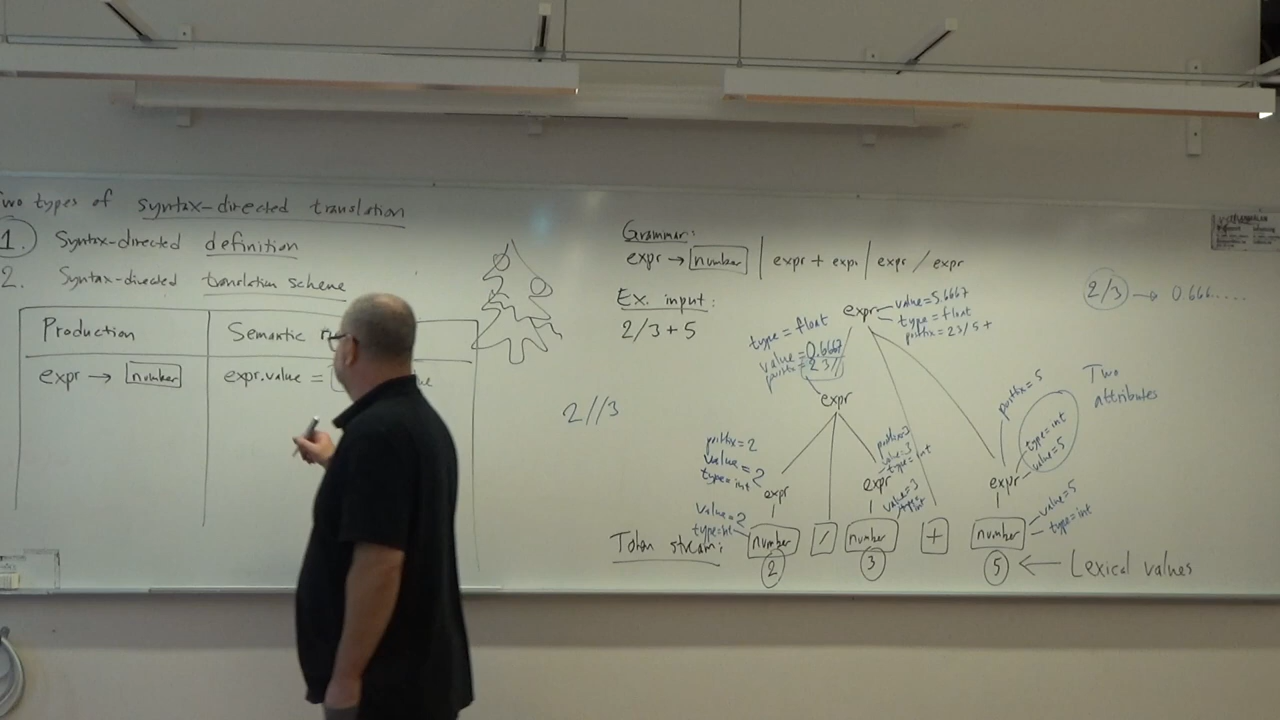 Two types of syntax-directed translation
1. Syntax-directed definition
2. Syntax-directed translation scheme
Production
Semantic
expr → number
expr.value =
2//3
Grammar:
expr → number | expr + expr | expr / expr
Ex. input:
2/3 + 5
expr
value = 5.6667
type = float
postfix = 2 3 / 5 +
type = float
value = 0.6667
postfix = 2 3 /
expr
postfix = 2
value = 2
type = int
expr
postfix = 3
value = 3
type = int
expr
value = 3
type = int
postfix = 5
type = int
value = 5
expr
Two
attributes
value = 2
type = int
value = 5
type = int
Token stream: number / number + number
2 3 5 ← Lexical values
2/3 → 0.666....